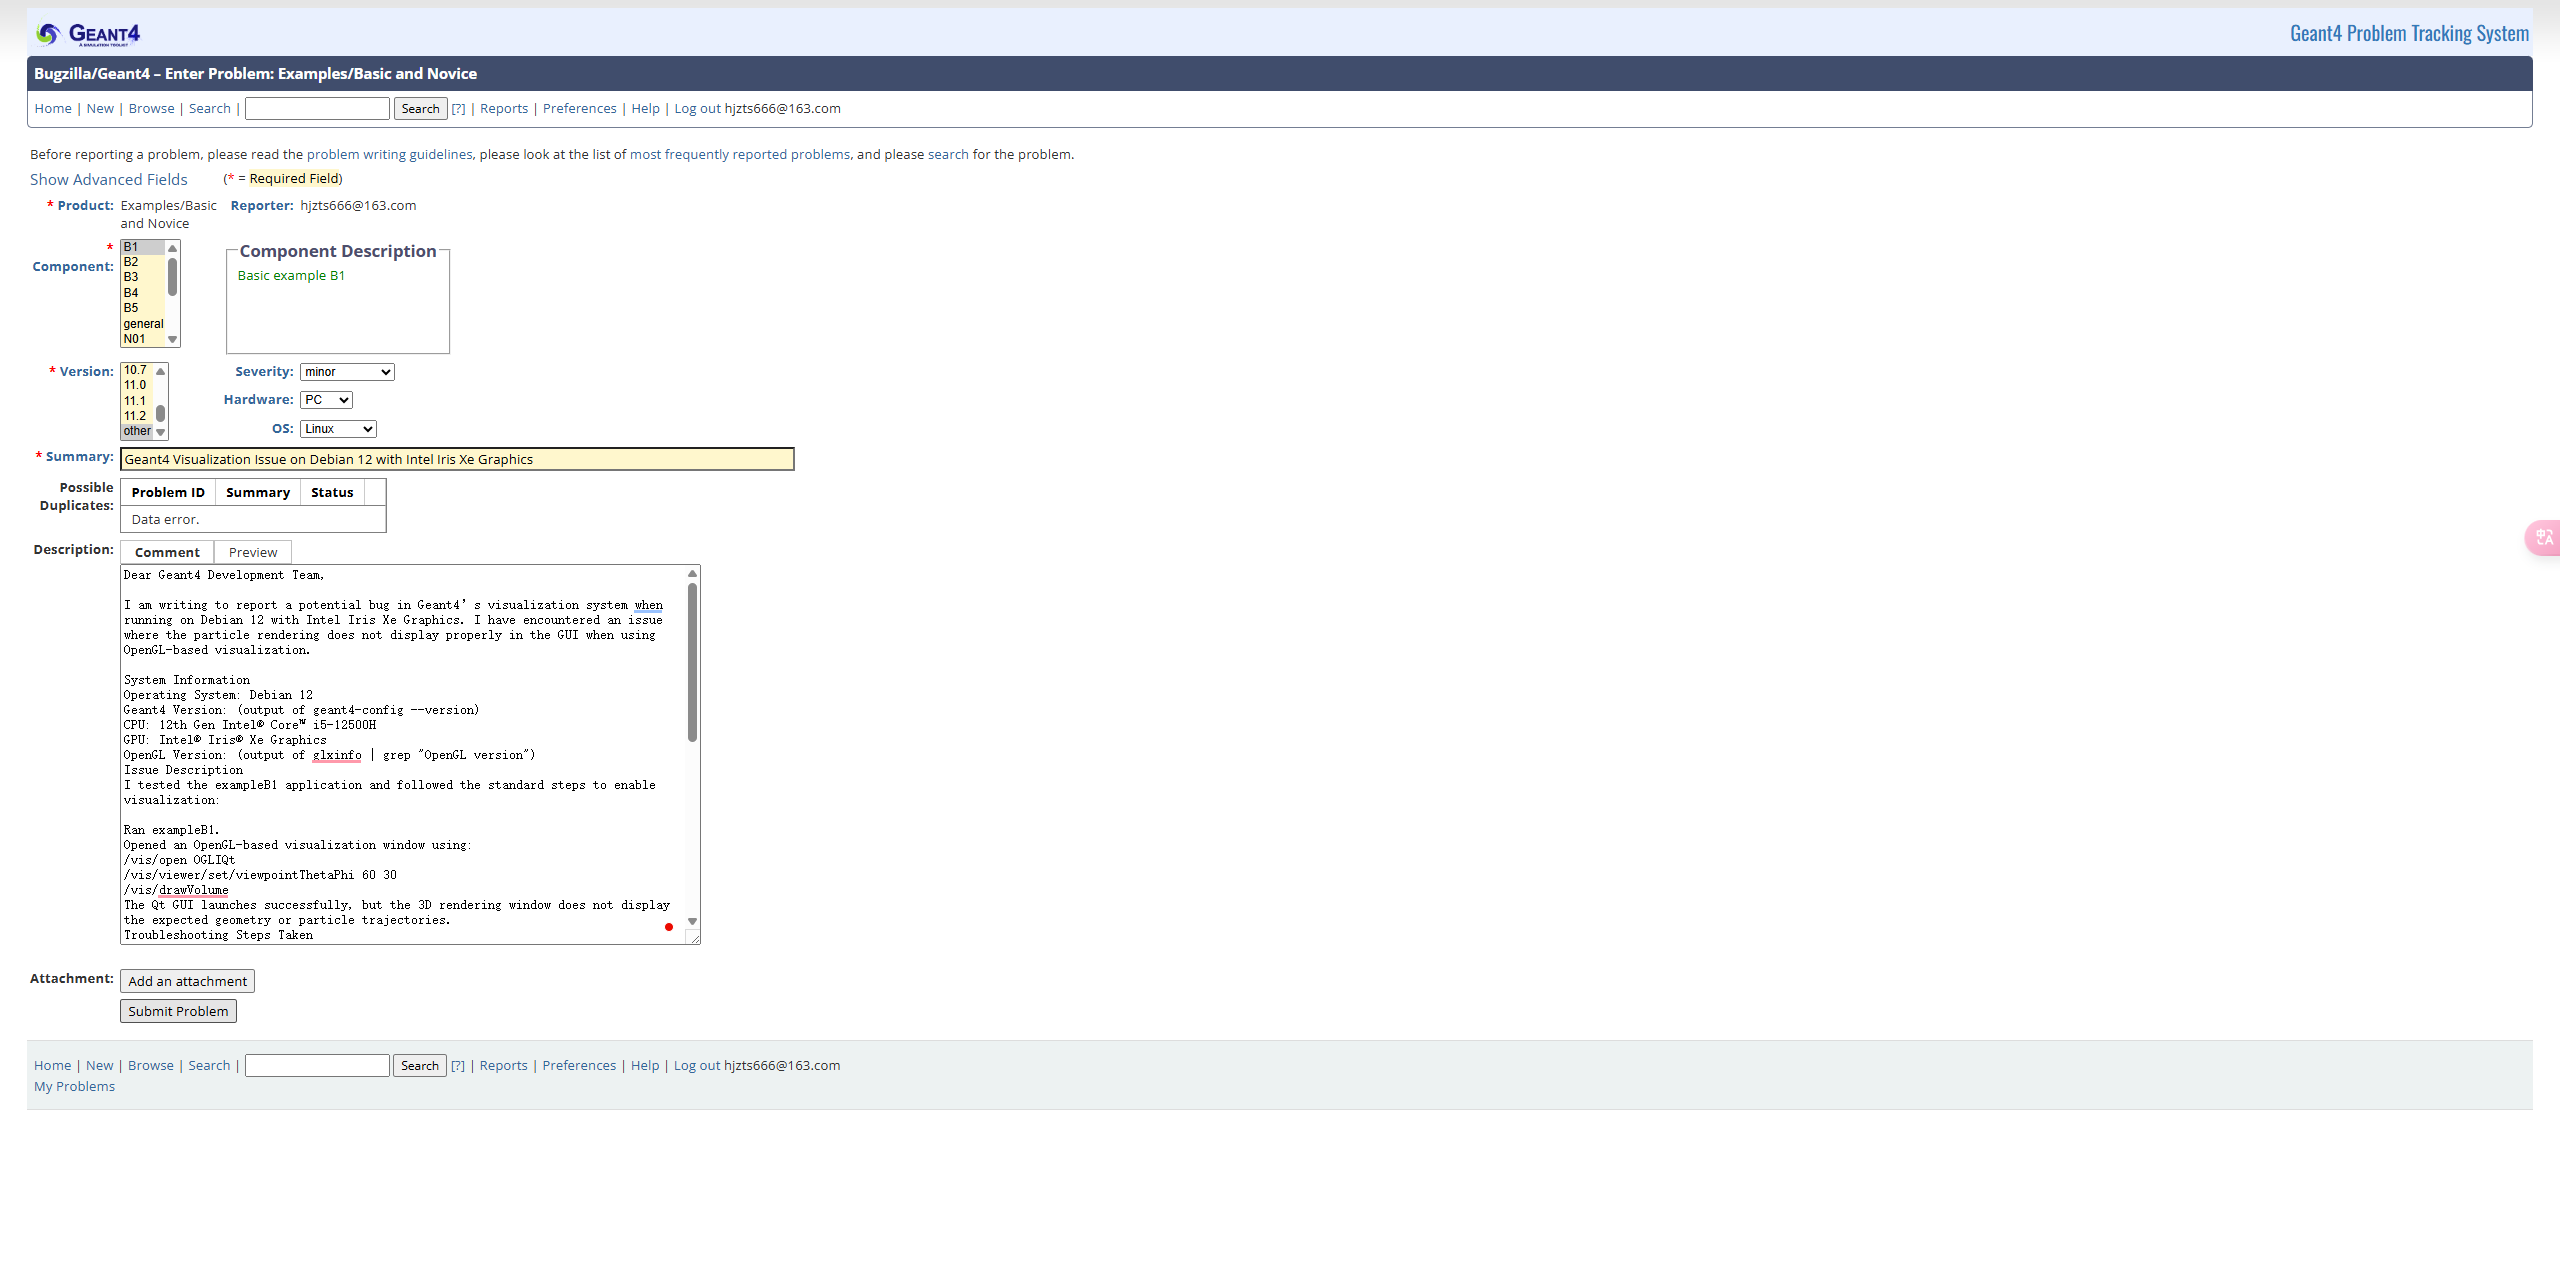 GEANT4
A SIMULATION TOOLKIT
Geant4 Problem Tracking System
Bugzilla/Geant4 – Enter Problem: Examples/Basic and Novice
Home | New | Browse | Search | Search [?] | Reports | Preferences | Help | Log out hjzts666@163.com
Before reporting a problem, please read the problem writing guidelines, please look at the list of most frequently reported problems, and please search for the problem.
Show Advanced Fields (* = Required Field)
* Product: Examples/Basic and Novice Reporter: hjzts666@163.com
* Component:
B1
B2
B3
B4
B5
general
N01
Component Description
Basic example B1
* Version:
10.7
11.0
11.1
11.2
other
Severity: minor
Hardware: PC
OS: Linux
* Summary: Geant4 Visualization Issue on Debian 12 with Intel Iris Xe Graphics
Possible Duplicates:
Problem ID Summary Status
Data error.
Description: Comment Preview
Dear Geant4 Development Team,
I am writing to report a potential bug in Geant4’s visualization system when
running on Debian 12 with Intel Iris Xe Graphics. I have encountered an issue
where the particle rendering does not display properly in the GUI when using
OpenGL-based visualization.
System Information
Operating System: Debian 12
Geant4 Version: (output of geant4-config --version)
CPU: 12th Gen Intel® Core™ i5-12500H
GPU: Intel® Iris® Xe Graphics
OpenGL Version: (output of glxinfo | grep "OpenGL version")
Issue Description
I tested the exampleB1 application and followed the standard steps to enable
visualization:
Ran exampleB1.
Opened an OpenGL-based visualization window using:
/vis/open OGLIQt
/vis/viewer/set/viewpointThetaPhi 60 30
/vis/drawVolume
The Qt GUI launches successfully, but the 3D rendering window does not display
the expected geometry or particle trajectories.
Troubleshooting Steps Taken
Attachment: Add an attachment
Submit Problem
Home | New | Browse | Search | Search [?] | Reports | Preferences | Help | Log out hjzts666@163.com
My Problems